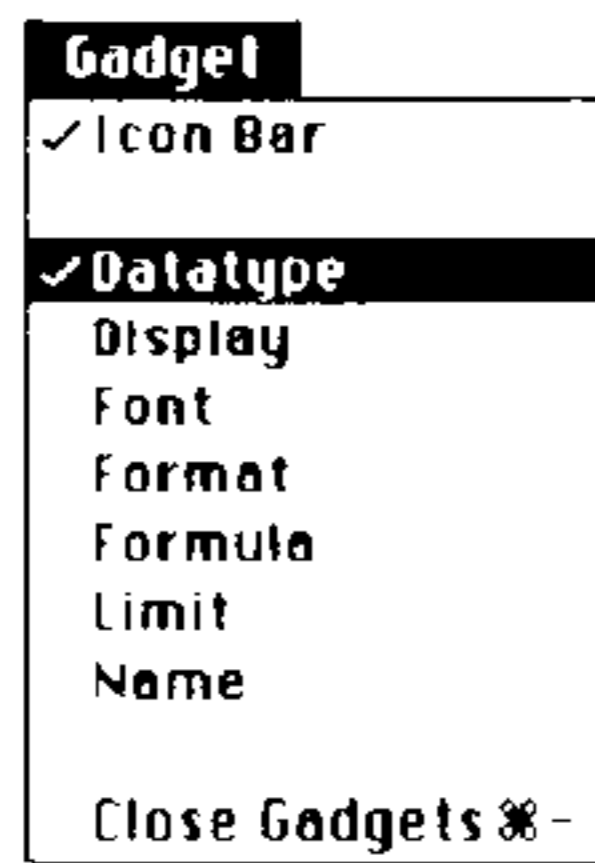 Gadget
✓Icon Bar
✓Datatype
Display
Font
Format
Formula
Limit
Name
Close Gadgets ⌘-